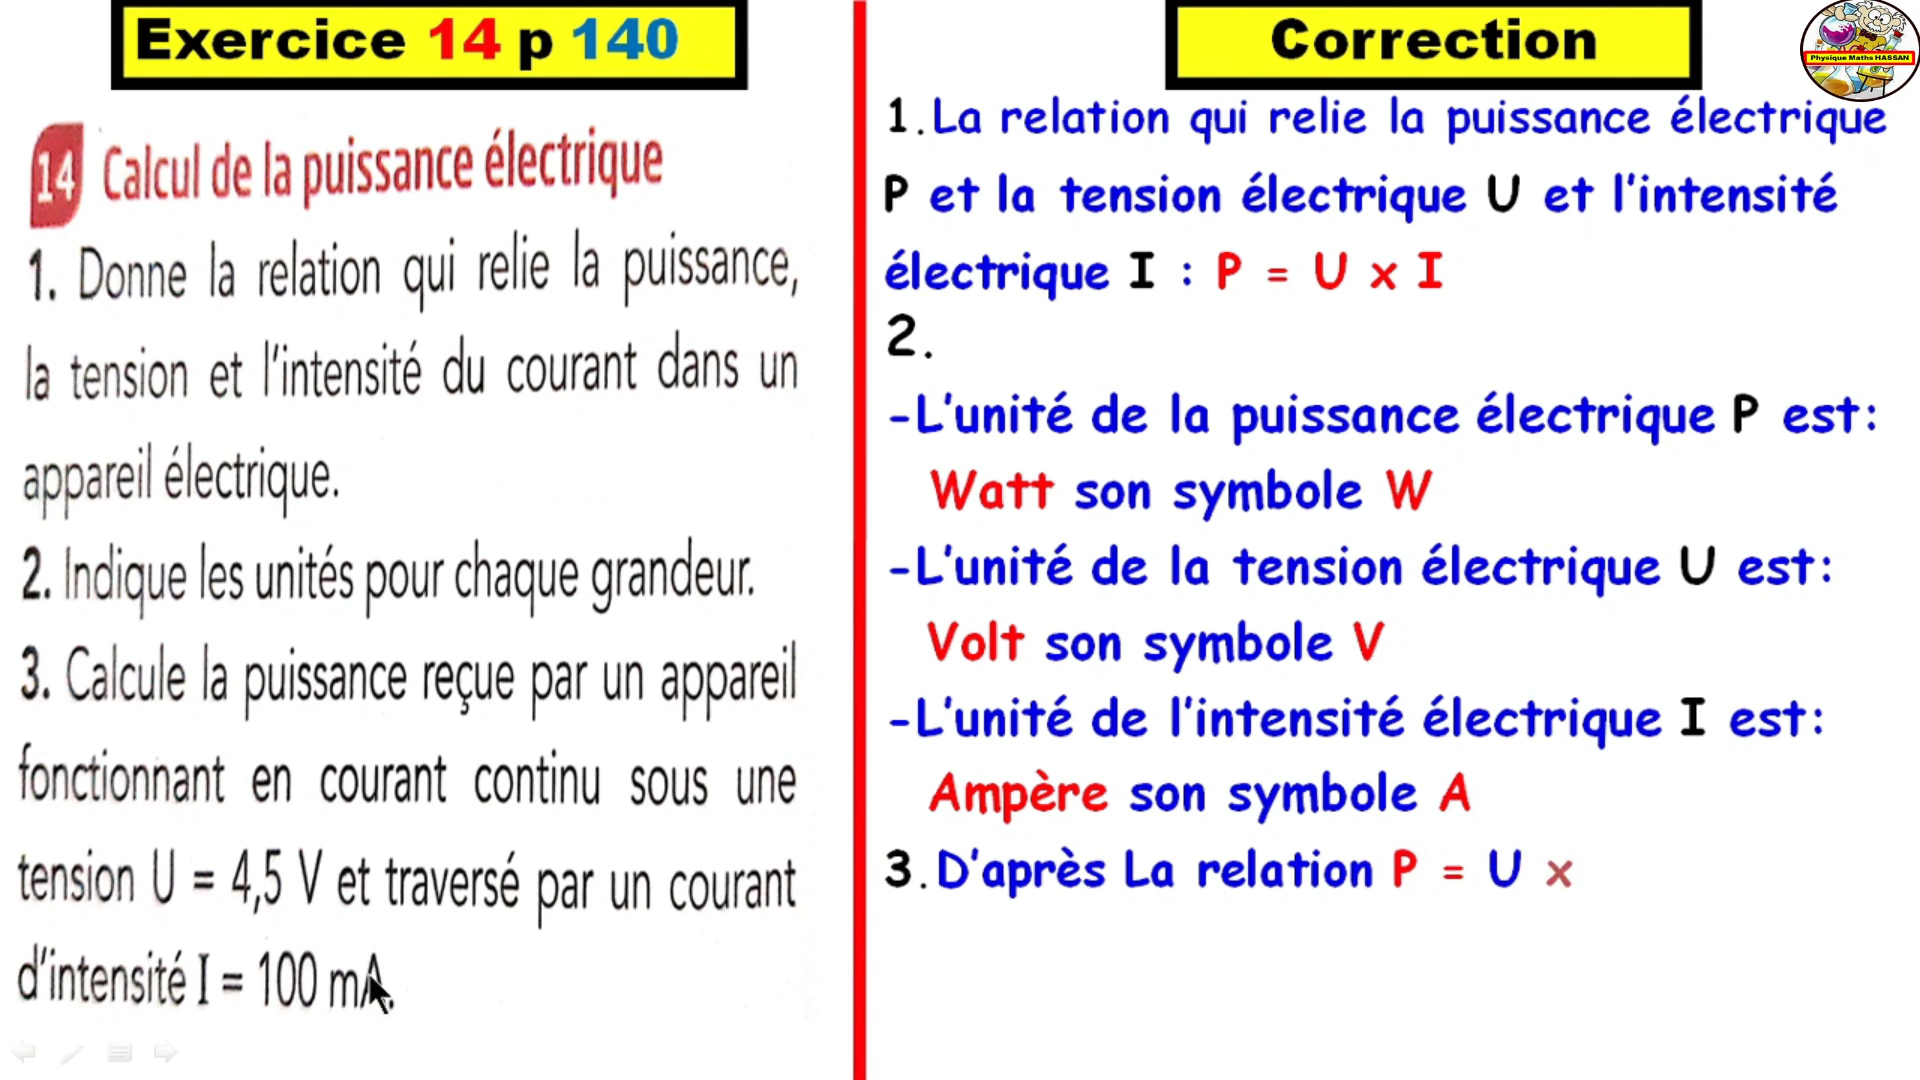 Exercice 14 p 140
14 Calcul de la puissance électrique
1. Donne la relation qui relie la puissance,
la tension et l'intensité du courant dans un
appareil électrique.
2. Indique les unités pour chaque grandeur.
3. Calcule la puissance reçue par un appareil
fonctionnant en courant continu sous une
tension U = 4,5 V et traversé par un courant
d'intensité I = 100 mA.
Correction
Physique Maths HASSAN
1.La relation qui relie la puissance électrique
P et la tension électrique U et l'intensité
électrique I : P = U x I
2.
-L'unité de la puissance électrique P est:
Watt son symbole W
-L'unité de la tension électrique U est:
Volt son symbole V
-L'unité de l'intensité électrique I est:
Ampère son symbole A
3.D'après La relation P = U x